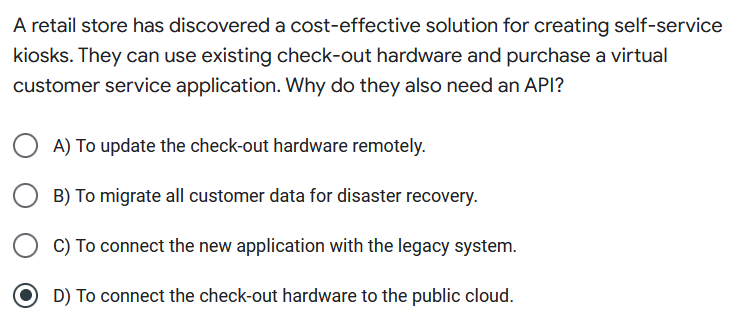 A retail store has discovered a cost-effective solution for creating self-service
kiosks. They can use existing check-out hardware and purchase a virtual
customer service application. Why do they also need an API?
A) To update the check-out hardware remotely.
B) To migrate all customer data for disaster recovery.
C) To connect the new application with the legacy system.
D) To connect the check-out hardware to the public cloud.